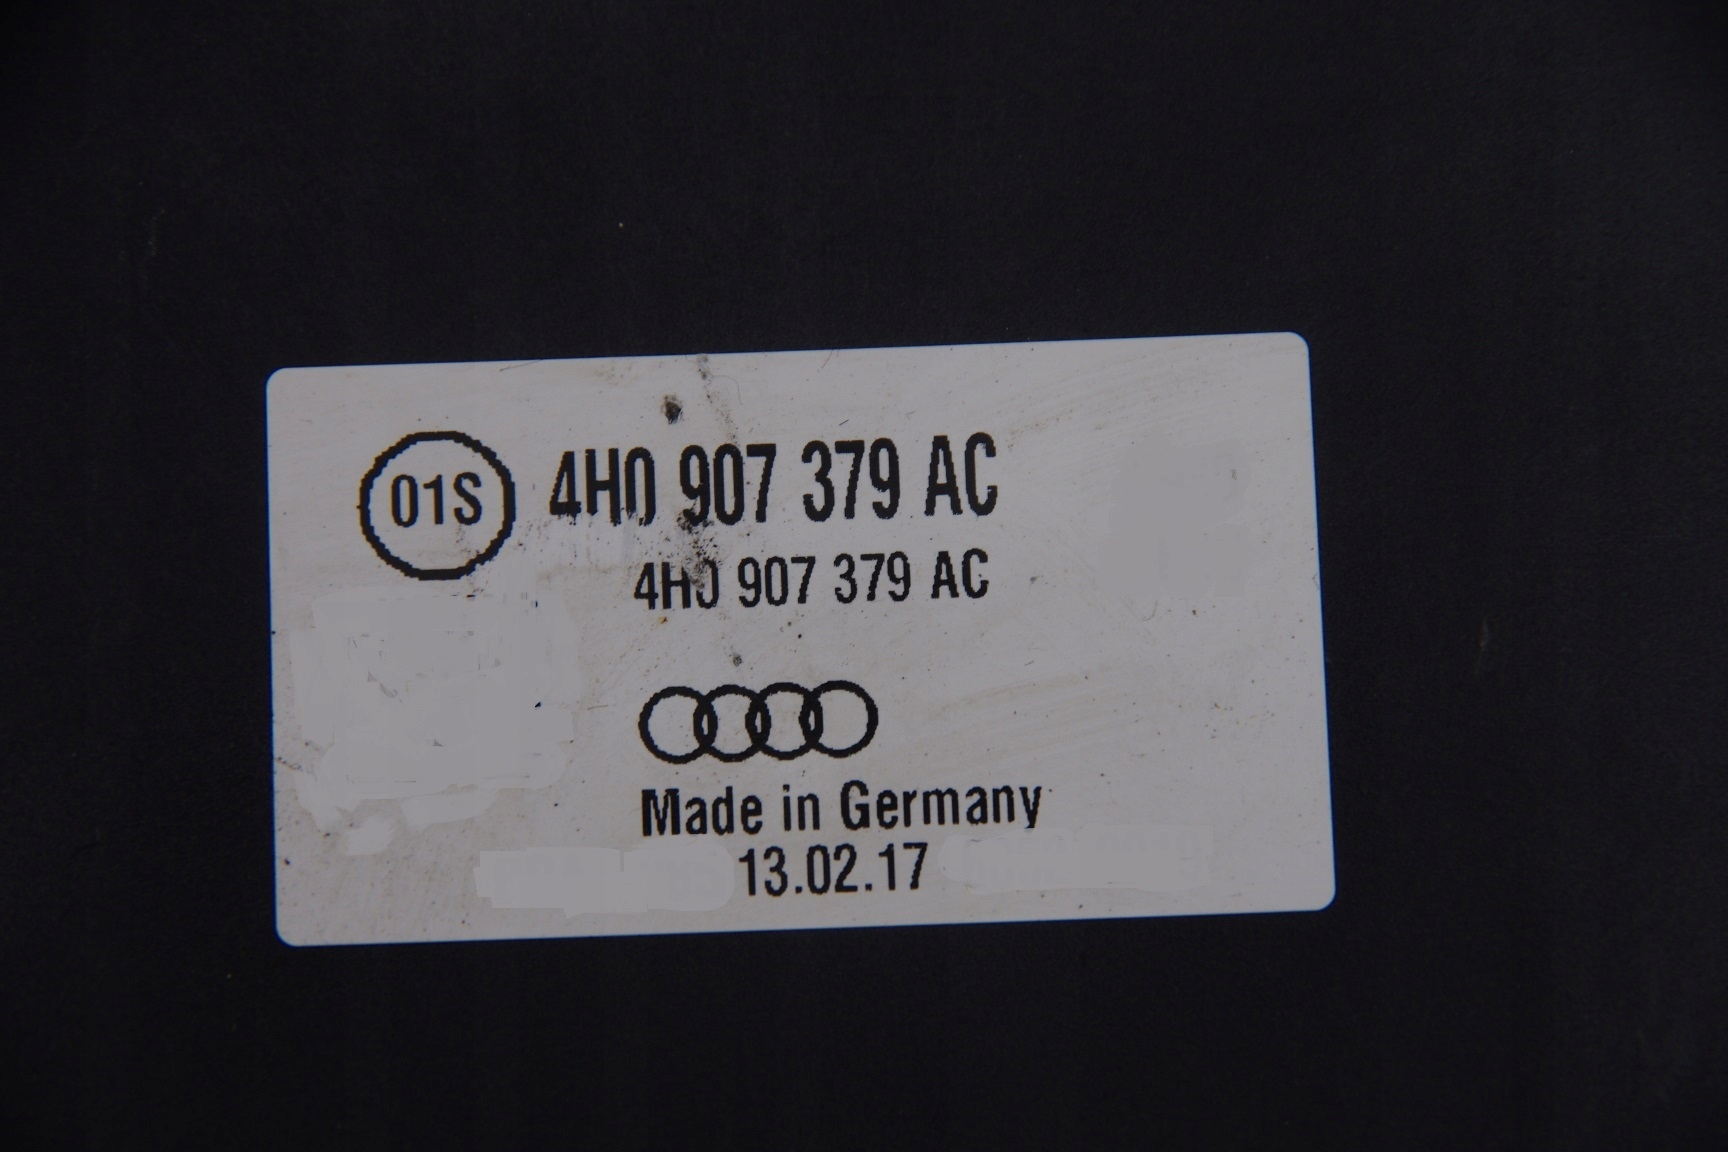 01S 4H0 907 379 AC
4H0 907 379 AC
Made in Germany
13.02.17